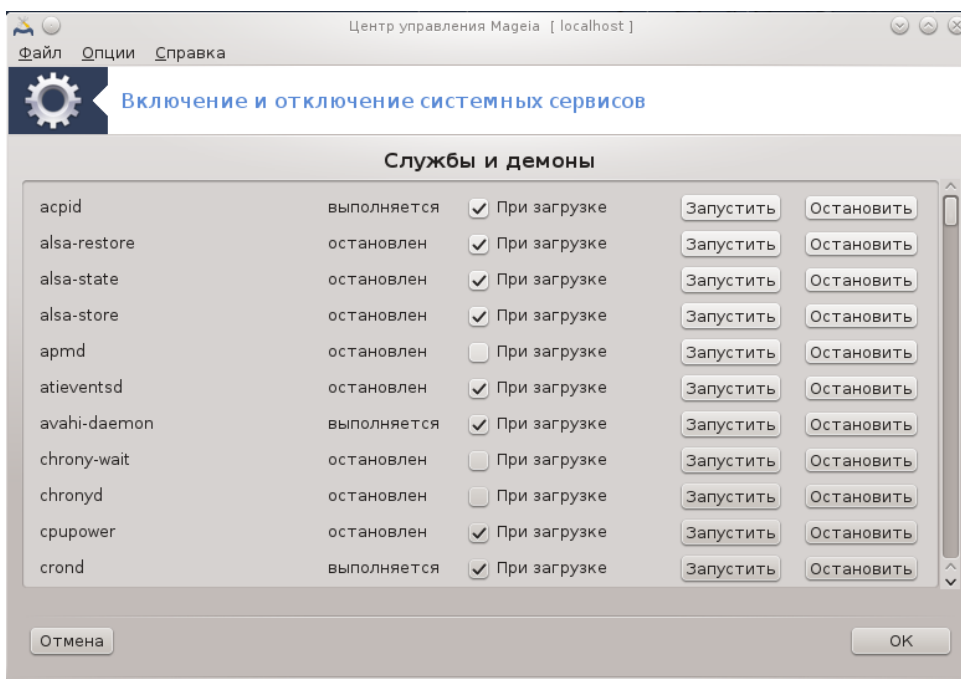 Центр управления Mageia [ localhost ]
Файл Опции Справка
Включение и отключение системных сервисов
Службы и демоны
acpid выполняется При загрузке Запустить Остановить
alsa-restore остановлен При загрузке Запустить Остановить
alsa-state остановлен При загрузке Запустить Остановить
alsa-store остановлен При загрузке Запустить Остановить
apmd остановлен При загрузке Запустить Остановить
atieventsd остановлен При загрузке Запустить Остановить
avahi-daemon выполняется При загрузке Запустить Остановить
chrony-wait остановлен При загрузке Запустить Остановить
chronyd остановлен При загрузке Запустить Остановить
cpupower остановлен При загрузке Запустить Остановить
crond выполняется При загрузке Запустить Остановить
Отмена OK